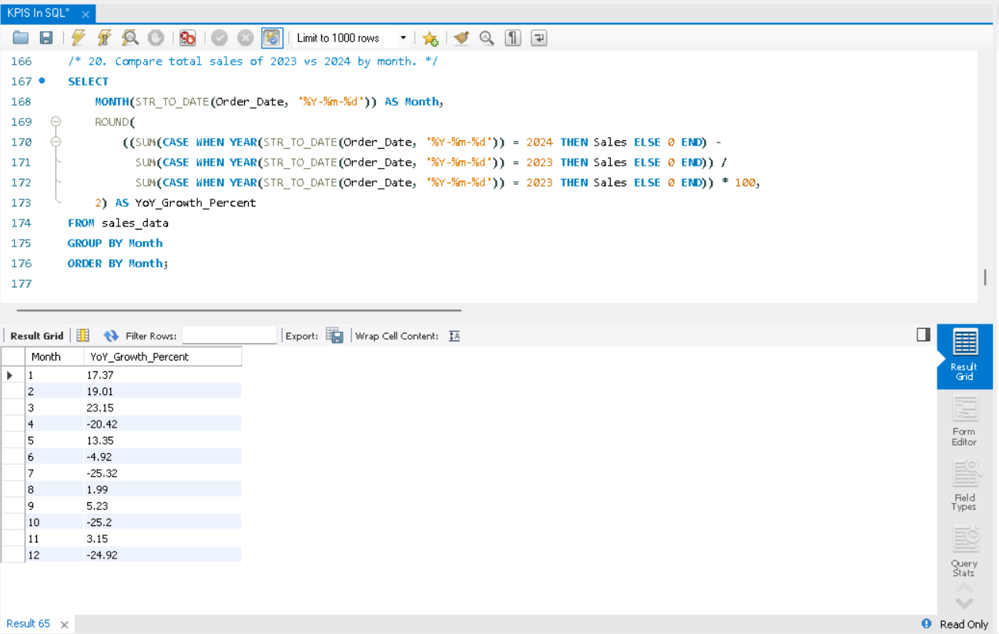 KPIS In SQL*
Limit to 1000 rows
166 /* 20. Compare total sales of 2023 vs 2024 by month. */
167 SELECT
168 MONTH(STR_TO_DATE(Order_Date, '%Y-%m-%d')) AS Month,
169 ROUND(
170 ((SUM(CASE WHEN YEAR(STR_TO_DATE(Order_Date, '%Y-%m-%d')) = 2024 THEN Sales ELSE 0 END) -
171 SUM(CASE WHEN YEAR(STR_TO_DATE(Order_Date, '%Y-%m-%d')) = 2023 THEN Sales ELSE 0 END)) /
172 SUM(CASE WHEN YEAR(STR_TO_DATE(Order_Date, '%Y-%m-%d')) = 2023 THEN Sales ELSE 0 END)) * 100,
173 2) AS YoY_Growth_Percent
174 FROM sales_data
175 GROUP BY Month
176 ORDER BY Month;
177
Result Grid Filter Rows: Export: Wrap Cell Content:
Month YoY_Growth_Percent
1 17.37
2 19.01
3 23.15
4 -20.42
5 13.35
6 -4.92
7 -25.32
8 1.99
9 5.23
10 -25.2
11 3.15
12 -24.92
Result
Grid
Form
Editor
Field
Types
Query
Stats
Result 65
Read Only